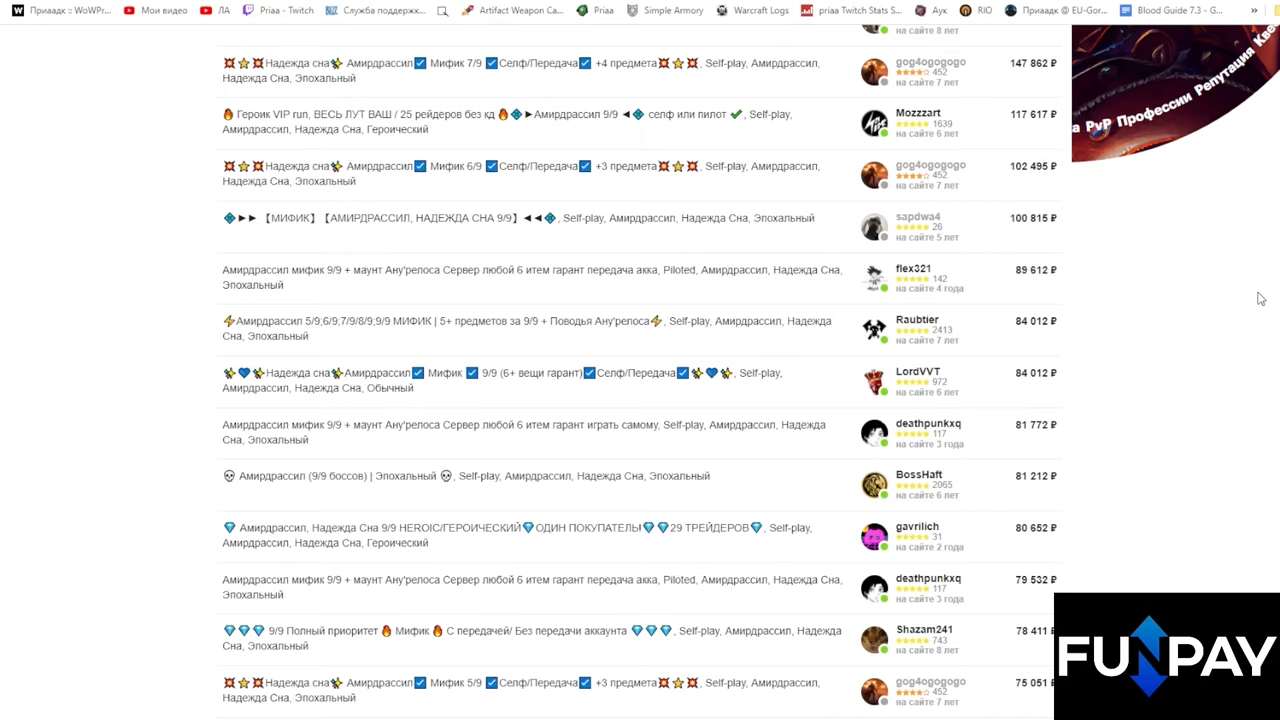 Приаадк :: WoWPr...
Мои видео
ЛА
Priaa - Twitch
Служба поддержк...
Artifact Weapon Ca...
Priaa
Simple Armory
Warcraft Logs
priaa Twitch Stats S...
Аук
RIO
Приаадк @ EU-Gor...
Blood Guide 7.3 - G...
»
на сайте 8 лет
Надежда сна Амирдрассил Мифик 7/9 Селф/Передача +4 предмета, Self-play, Амирдрассил,
Надежда Сна, Эпохальный
gog4ogogogo
452
на сайте 7 лет
147 862 ₽
Героик VIP run, ВЕСЬ ЛУТ ВАШ / 25 рейдеров без кд ►Амирдрассил 9/9 ◄ селф или пилот ✔, Self-play,
Амирдрассил, Надежда Сна, Героический
Mozzzart
1639
на сайте 6 лет
117 617 ₽
Надежда сна Амирдрассил Мифик 6/9 Селф/Передача +3 предмета, Self-play, Амирдрассил,
Надежда Сна, Эпохальный
gog4ogogogo
452
на сайте 7 лет
102 495 ₽
►► 【МИФИК】【АМИРДРАССИЛ, НАДЕЖДА СНА 9/9】◄◄, Self-play, Амирдрассил, Надежда Сна, Эпохальный
sapdwa4
26
на сайте 5 лет
100 815 ₽
Амирдрассил мифик 9/9 + маунт Ану'релоса Сервер любой 6 итем гарант передача акка, Piloted, Амирдрассил, Надежда Сна,
Эпохальный
flex321
142
на сайте 4 года
89 612 ₽
Амирдрассил 5/9;6/9;7/9/8/9;9/9 МИФИК | 5+ предметов за 9/9 + Поводья Ану'релоса, Self-play, Амирдрассил, Надежда
Сна, Эпохальный
Raubtier
2413
на сайте 7 лет
84 012 ₽
Надежда сна Амирдрассил Мифик 9/9 (6+ вещи гарант) Селф/Передача, Self-play,
Амирдрассил, Надежда Сна, Обычный
LordVVT
972
на сайте 6 лет
84 012 ₽
Амирдрассил мифик 9/9 + маунт Ану'релоса Сервер любой 6 итем гарант играть самому, Self-play, Амирдрассил, Надежда
Сна, Эпохальный
deathpunkxq
117
на сайте 3 года
81 772 ₽
Амирдрассил (9/9 боссов) | Эпохальный, Self-play, Амирдрассил, Надежда Сна, Эпохальный
BossHaft
2065
на сайте 6 лет
81 212 ₽
Амирдрассил, Надежда Сна 9/9 HEROIC/ГЕРОИЧЕСКИЙ ОДИН ПОКУПАТЕЛЬ! 29 ТРЕЙДЕРОВ, Self-play,
Амирдрассил, Надежда Сна, Героический
gavrilich
31
на сайте 2 года
80 652 ₽
Амирдрассил мифик 9/9 + маунт Ану'релоса Сервер любой 6 итем гарант передача акка, Piloted, Амирдрассил, Надежда Сна,
Эпохальный
deathpunkxq
117
на сайте 3 года
79 532 ₽
9/9 Полный приоритет Мифик С передачей/ Без передачи аккаунта, Self-play, Амирдрассил, Надежда
Сна, Эпохальный
Shazam241
743
на сайте 8 лет
78 411 ₽
Надежда сна Амирдрассил Мифик 5/9 Селф/Передача +3 предмета, Self-play, Амирдрассил,
Надежда Сна, Эпохальный
gog4ogogogo
452
на сайте 7 лет
75 051 ₽
а PvP Профессии Репутация Кве
FUNPAY